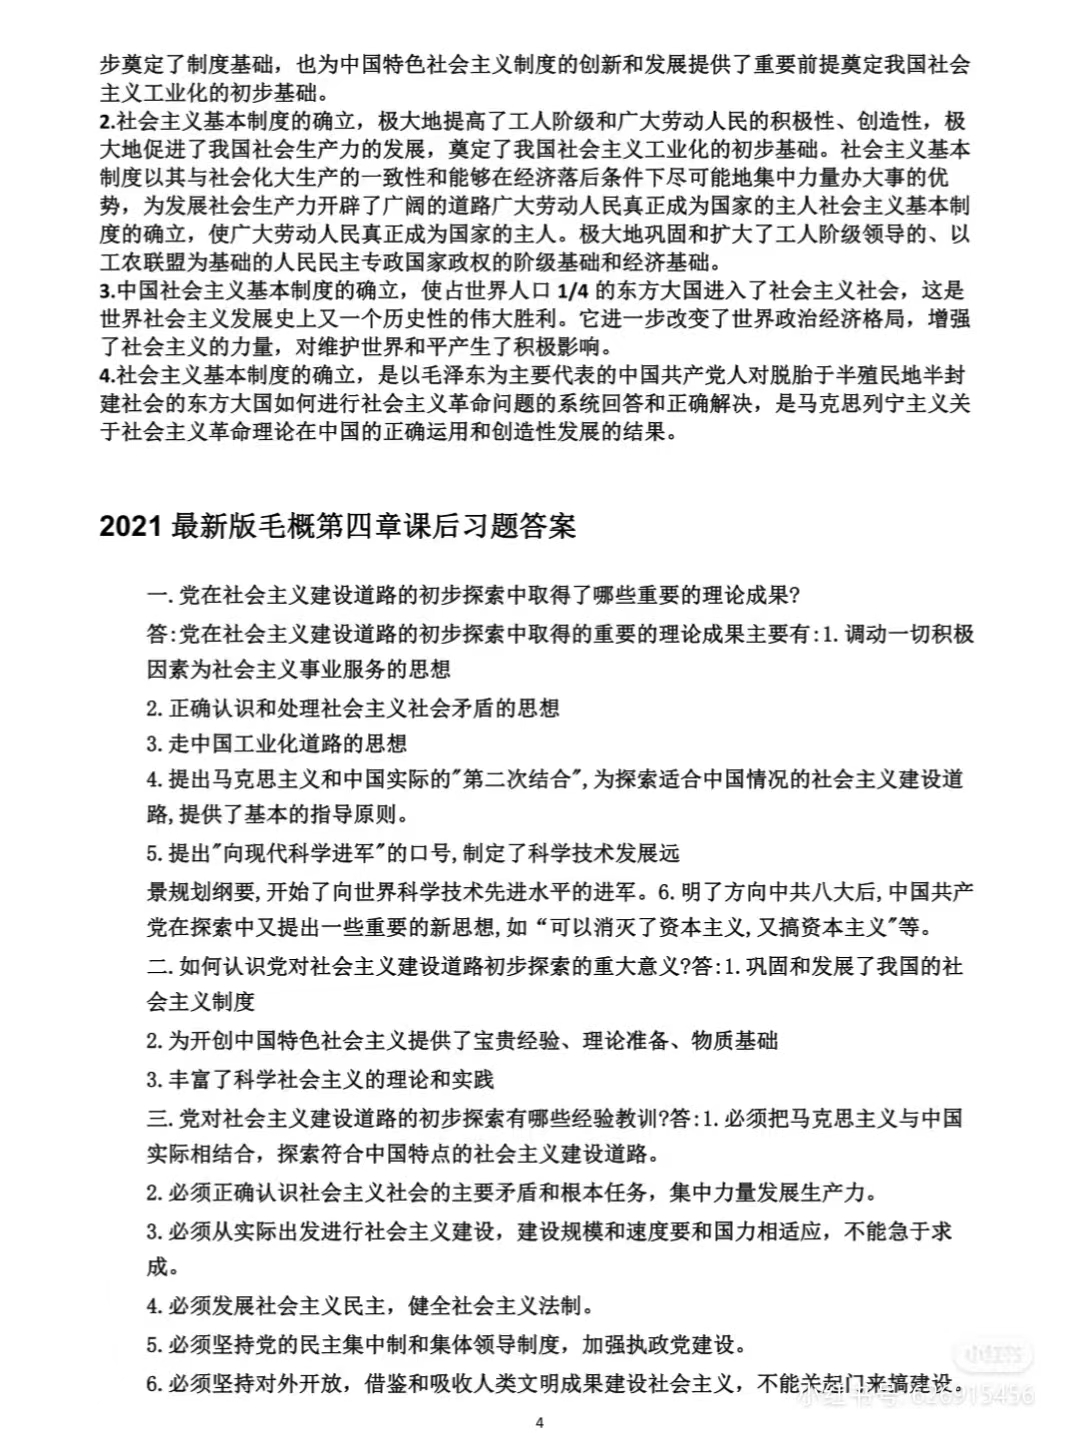 步奠定了制度基础，也为中国特色社会主义制度的创新和发展提供了重要前提奠定我国社会
主义工业化的初步基础。
2.社会主义基本制度的确立，极大地提高了工人阶级和广大劳动人民的积极性、创造性，极
大地促进了我国社会生产力的发展，奠定了我国社会主义工业化的初步基础。社会主义基本
制度以其与社会化大生产的一致性和能够在经济落后条件下尽可能地集中力量办大事的优
势，为发展社会生产力开辟了广阔的道路广大劳动人民真正成为国家的主人社会主义基本制
度的确立，使广大劳动人民真正成为国家的主人。极大地巩固和扩大了工人阶级领导的、以
工农联盟为基础的人民民主专政国家政权的阶级基础和经济基础。
3.中国社会主义基本制度的确立，使占世界人口 1/4 的东方大国进入了社会主义社会，这是
世界社会主义发展史上又一个历史性的伟大胜利。它进一步改变了世界政治经济格局，增强
了社会主义的力量，对维护世界和平产生了积极影响。
4.社会主义基本制度的确立，是以毛泽东为主要代表的中国共产党人对脱胎于半殖民地半封
建社会的东方大国如何进行社会主义革命问题的系统回答和正确解决，是马克思列宁主义关
于社会主义革命理论在中国的正确运用和创造性发展的结果。
2021 最新版毛概第四章课后习题答案
一.党在社会主义建设道路的初步探索中取得了哪些重要的理论成果?
答:党在社会主义建设道路的初步探索中取得的重要的理论成果主要有:1.调动一切积极
因素为社会主义事业服务的思想
2.正确认识和处理社会主义社会矛盾的思想
3.走中国工业化道路的思想
4.提出马克思主义和中国实际的"第二次结合",为探索适合中国情况的社会主义建设道
路,提供了基本的指导原则。
5.提出"向现代科学进军"的口号,制定了科学技术发展远
景规划纲要,开始了向世界科学技术先进水平的进军。6.明了方向中共八大后,中国共产
党在探索中又提出一些重要的新思想,如“可以消灭了资本主义,又搞资本主义"等。
二.如何认识党对社会主义建设道路初步探索的重大意义?答:1.巩固和发展了我国的社
会主义制度
2.为开创中国特色社会主义提供了宝贵经验、理论准备、物质基础
3.丰富了科学社会主义的理论和实践
三.党对社会主义建设道路的初步探索有哪些经验教训?答:1.必须把马克思主义与中国
实际相结合，探索符合中国特点的社会主义建设道路。
2.必须正确认识社会主义社会的主要矛盾和根本任务，集中力量发展生产力。
3.必须从实际出发进行社会主义建设，建设规模和速度要和国力相适应，不能急于求
成。
4.必须发展社会主义民主，健全社会主义法制。
5.必须坚持党的民主集中制和集体领导制度，加强执政党建设。
6.必须坚持对外开放，借鉴和吸收人类文明成果建设社会主义，不能关起门来搞建设。
小红书
小红书号: 626915456
4